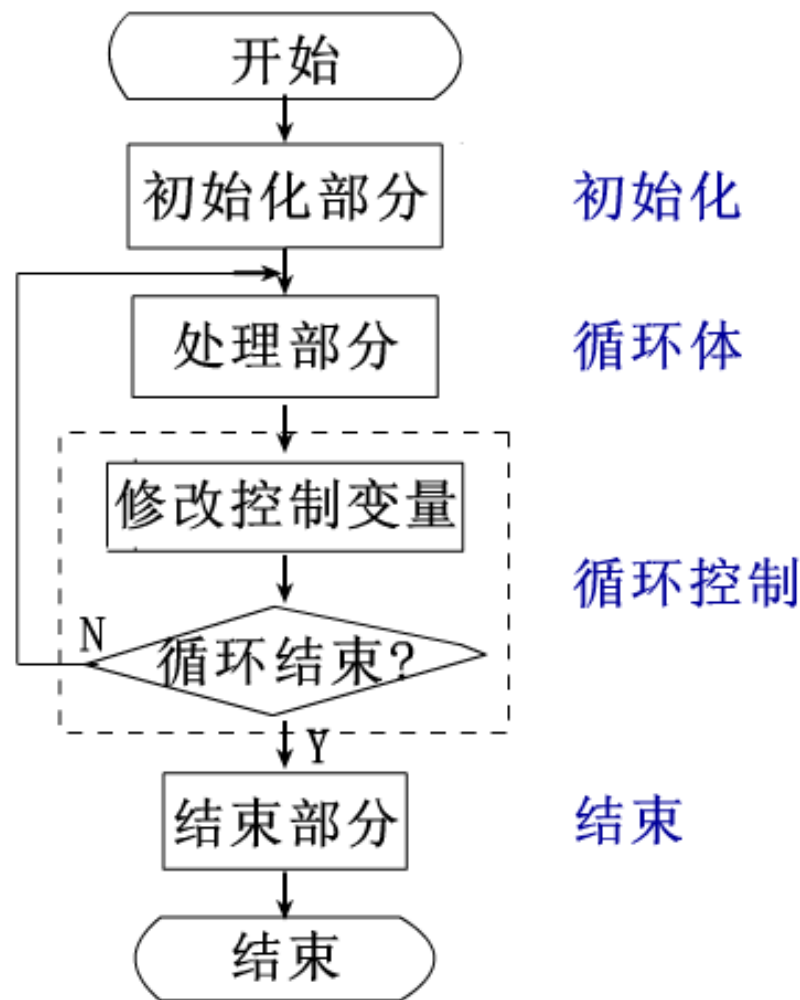 开始
初始化部分 初始化
处理部分 循环体
修改控制变量
循环控制
N
循环结束?
Y
结束部分 结束
结束